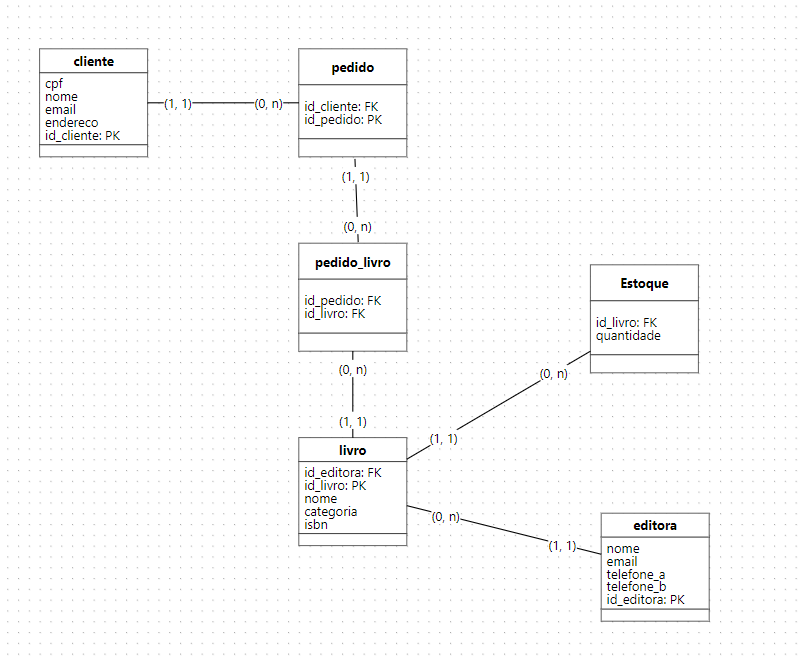 cliente
cpf
nome
email
endereco
id_cliente: PK
(1, 1)
(0, n)
pedido
id_cliente: FK
id_pedido: PK
(1, 1)
(0, n)
pedido_livro
id_pedido: FK
id_livro: FK
(0, n)
(1, 1)
Estoque
id_livro: FK
quantidade
(0, n)
(1, 1)
livro
id_editora: FK
id_livro: PK
nome
categoria
isbn
(0, n)
(1, 1)
editora
nome
email
telefone_a
telefone_b
id_editora: PK